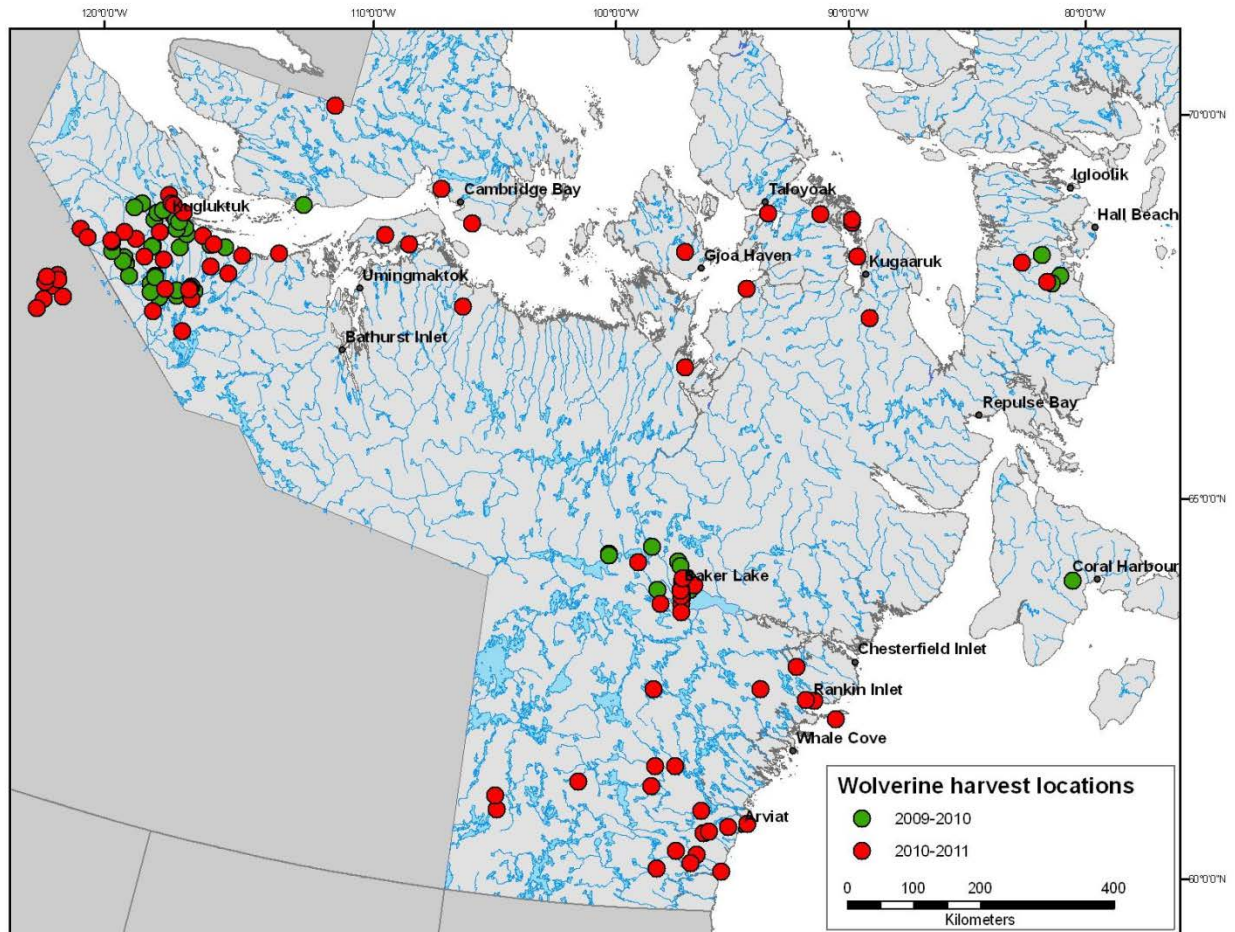 120°0'0"W
110°0'0"W
100°0'0"W
90°0'0"W
80°0'0"W
70°0'0"N
Igloolik
Cambridge Bay
Taloyoak
Kugluktuk
Hall Beach
Gjoa Haven
Kugaaruk
Umingmaktok
Bathurst Inlet
Repulse Bay
65°0'0"N
Coral Harbour
Baker Lake
Chesterfield Inlet
Rankin Inlet
Whale Cove
Wolverine harvest locations
2009-2010
2010-2011
Arviat
60°0'0"N
0 100 200 400
Kilometers